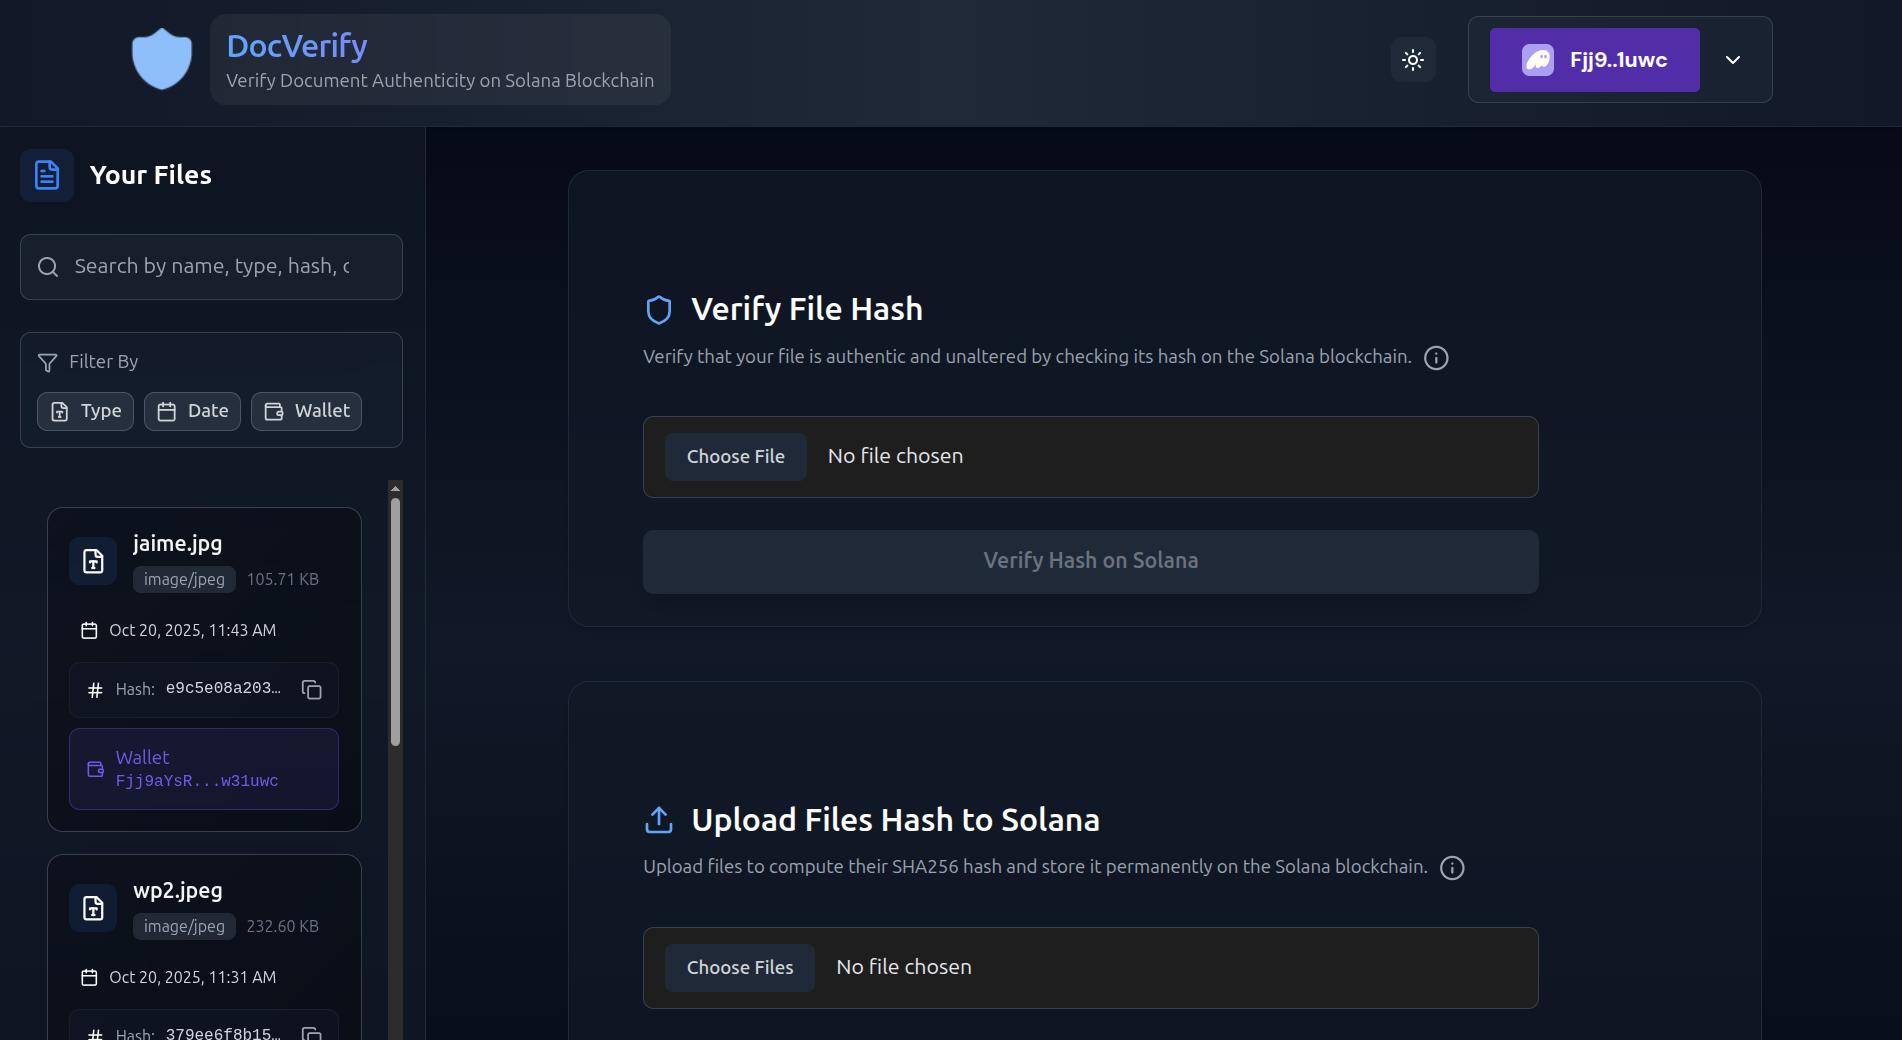 DocVerify
Verify Document Authenticity on Solana Blockchain
Fjj9..1uwc
Your Files
Search by name, type, hash, c
Filter By
Type
Date
Wallet
jaime.jpg
image/jpeg 105.71 KB
Oct 20, 2025, 11:43 AM
# Hash: e9c5e08a203…
Wallet
Fjj9aYsR...w31uwc
wp2.jpeg
image/jpeg 232.60 KB
Oct 20, 2025, 11:31 AM
# Hash: 379ee6f8b15…
Verify File Hash
Verify that your file is authentic and unaltered by checking its hash on the Solana blockchain.
Choose File No file chosen
Verify Hash on Solana
Upload Files Hash to Solana
Upload files to compute their SHA256 hash and store it permanently on the Solana blockchain.
Choose Files No file chosen